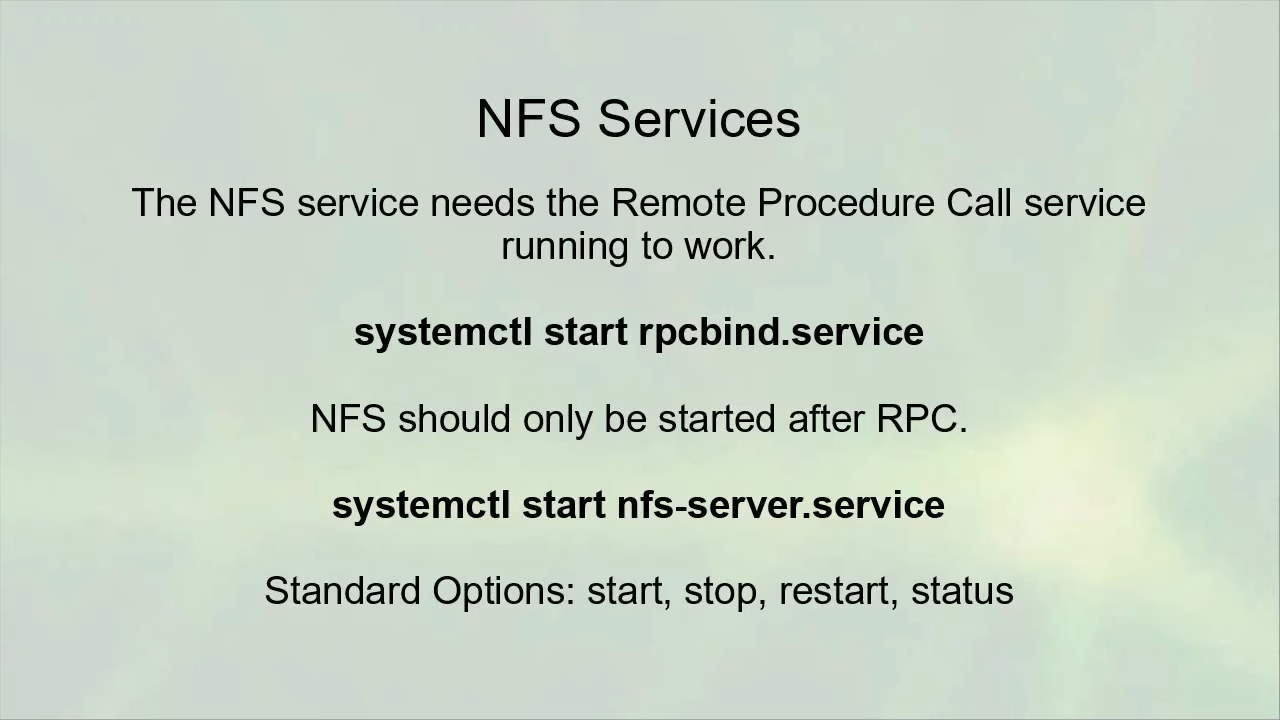 NFS Services
The NFS service needs the Remote Procedure Call service
running to work.
systemctl start rpcbind.service
NFS should only be started after RPC.
systemctl start nfs-server.service
Standard Options: start, stop, restart, status